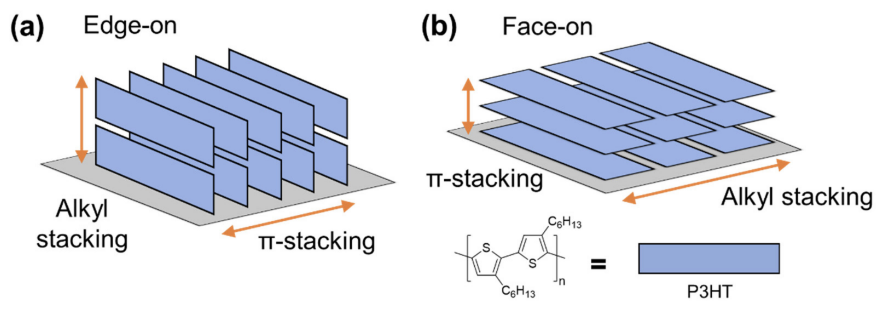 (a) Edge-on
Alkyl
stacking
π-stacking
(b) Face-on
π-stacking
Alkyl stacking
C6H13
S
S
n
C6H13
=
P3HT